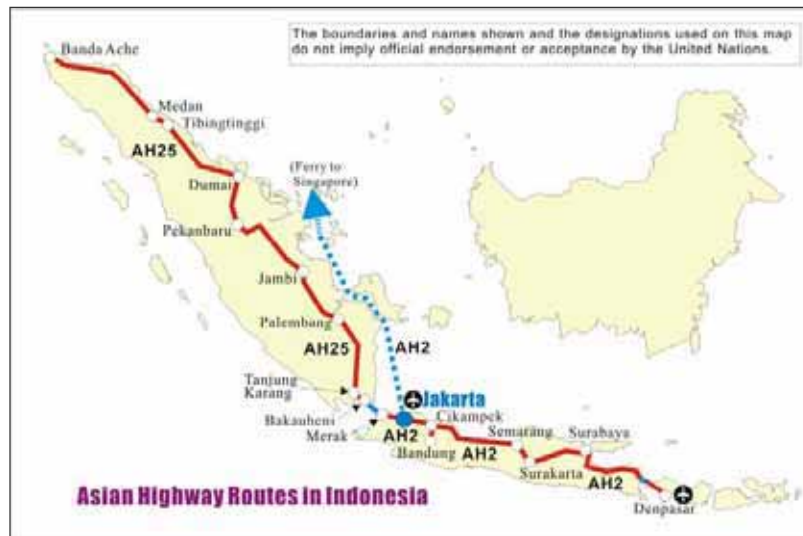 The boundaries and names shown and the designations used on this map
do not imply official endorsement or acceptance by the United Nations.
Banda Ache
Medan
Tibingtinggi
AH25
(Ferry to
Singapore)
Dumai
Pekanbaru
Jambi
Palembang
AH25
AH2
Tanjung
Karang
Jakarta
Bakauheni
Cikampek
Merak
AH2
Bandung
Semarang
Surabaya
AH2
Surakarta
AH2
Denpasar
Asian Highway Routes in Indonesia